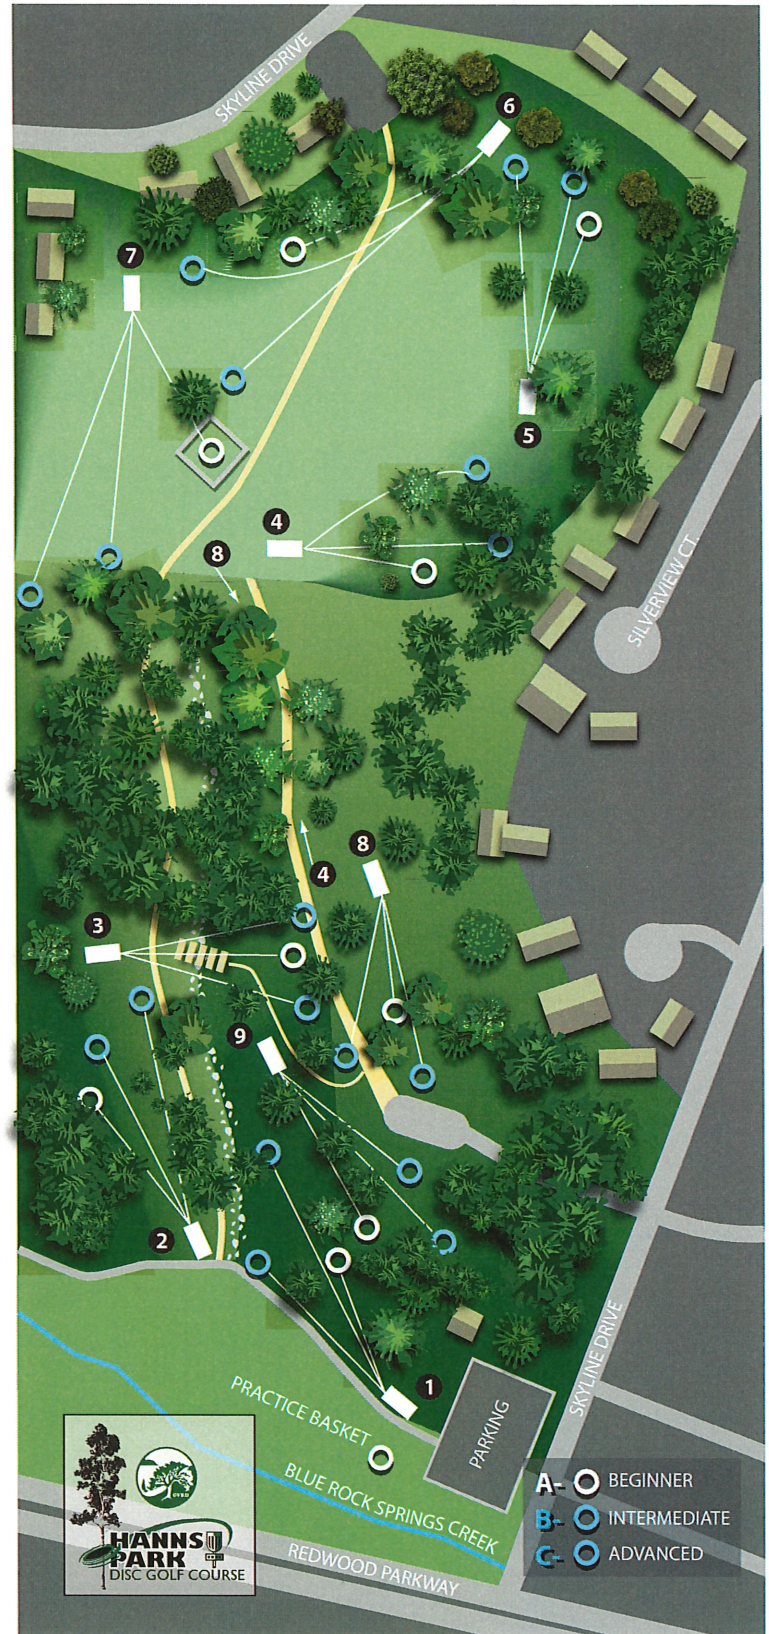 SKYLINE DRIVE
6
7
5
4
8
SILVERVIEW CT.
8
4
3
9
2
1
SKYLINE DRIVE
PRACTICE BASKET
PARKING
BLUE ROCK SPRINGS CREEK
REDWOOD PARKWAY
A- BEGINNER
B- INTERMEDIATE
C- ADVANCED
GVRD
HANNS
PARK
DISC GOLF COURSE